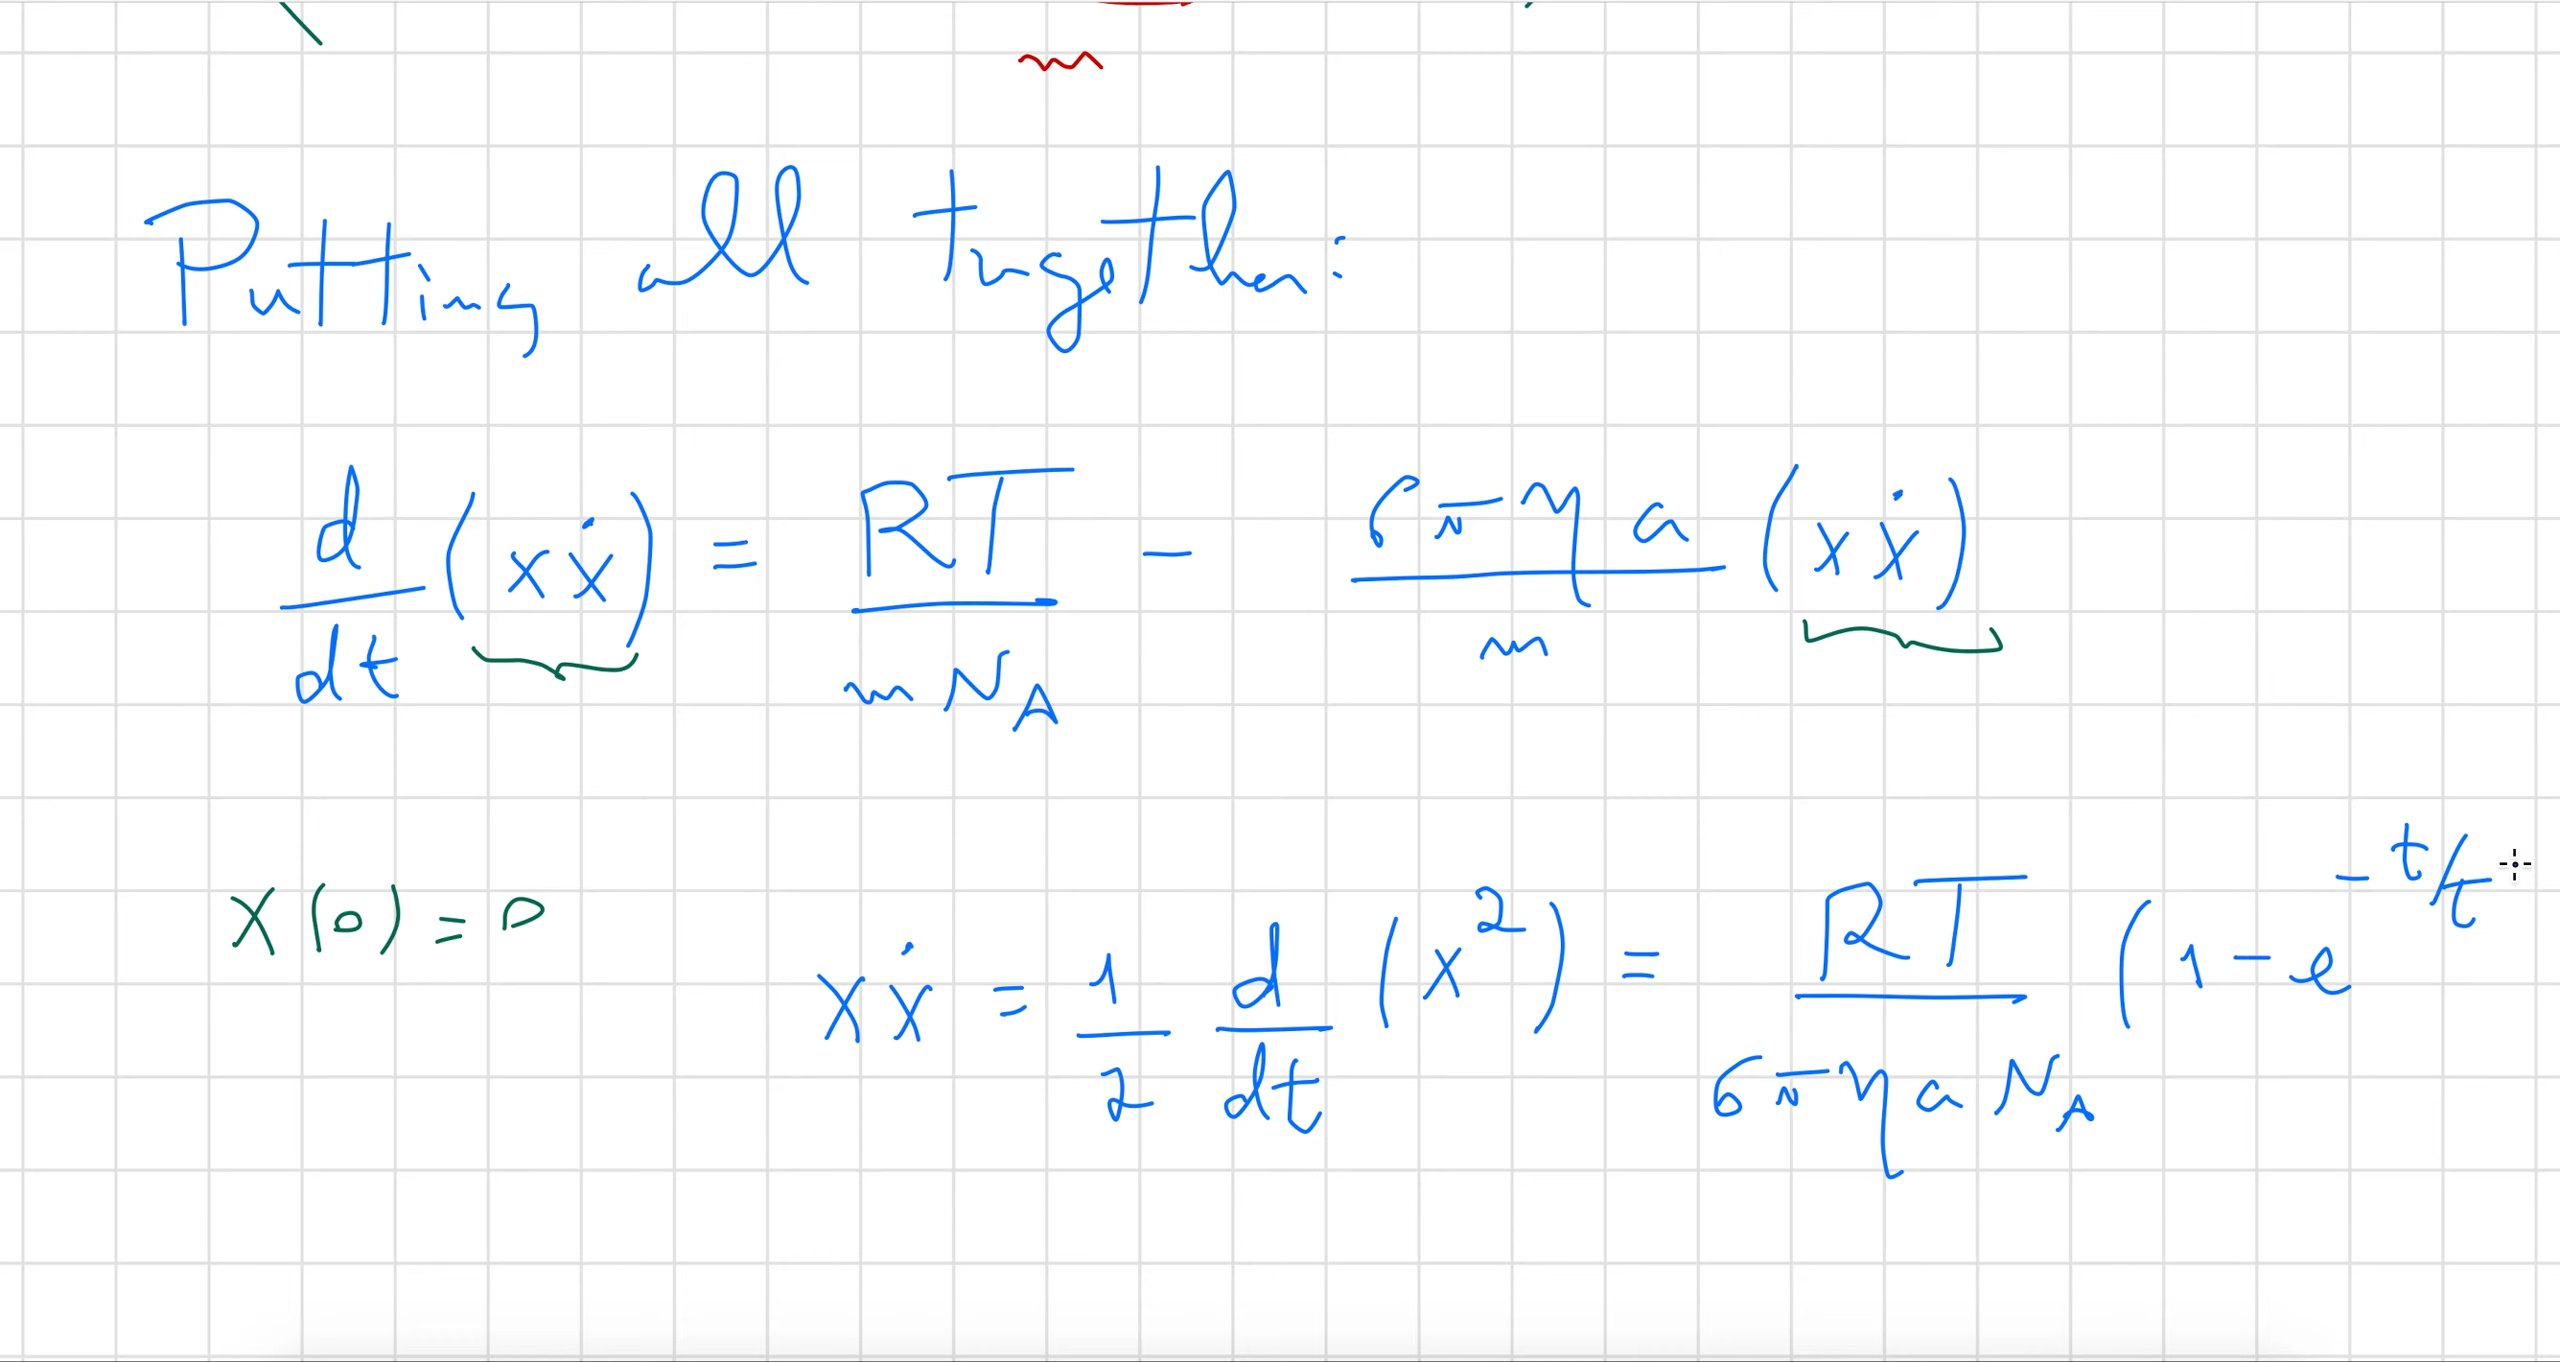 Putting all together:
d/dt (xẋ) = RT/(m N_A) − 6πηa/m (xẋ)
x(0) = 0
xẋ = 1/2 d/dt (x²) = RT/(6πηa N_A) (1 − e^(−t/τ